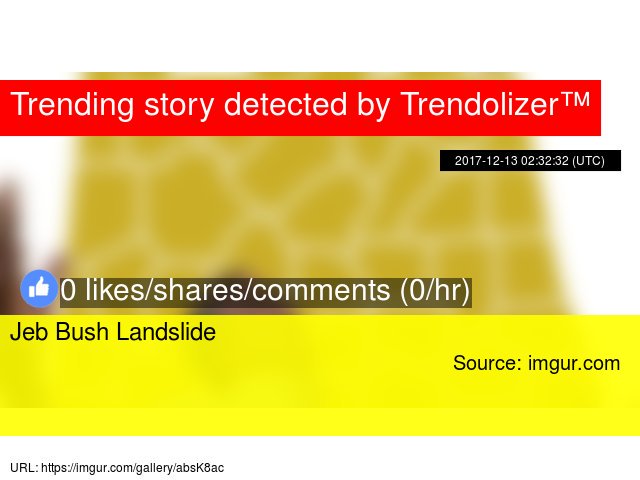 Trending story detected by Trendolizer™
2017-12-13 02:32:32 (UTC)
0 likes/shares/comments (0/hr)
Jeb Bush Landslide
Source: imgur.com
URL: https://imgur.com/gallery/absK8ac